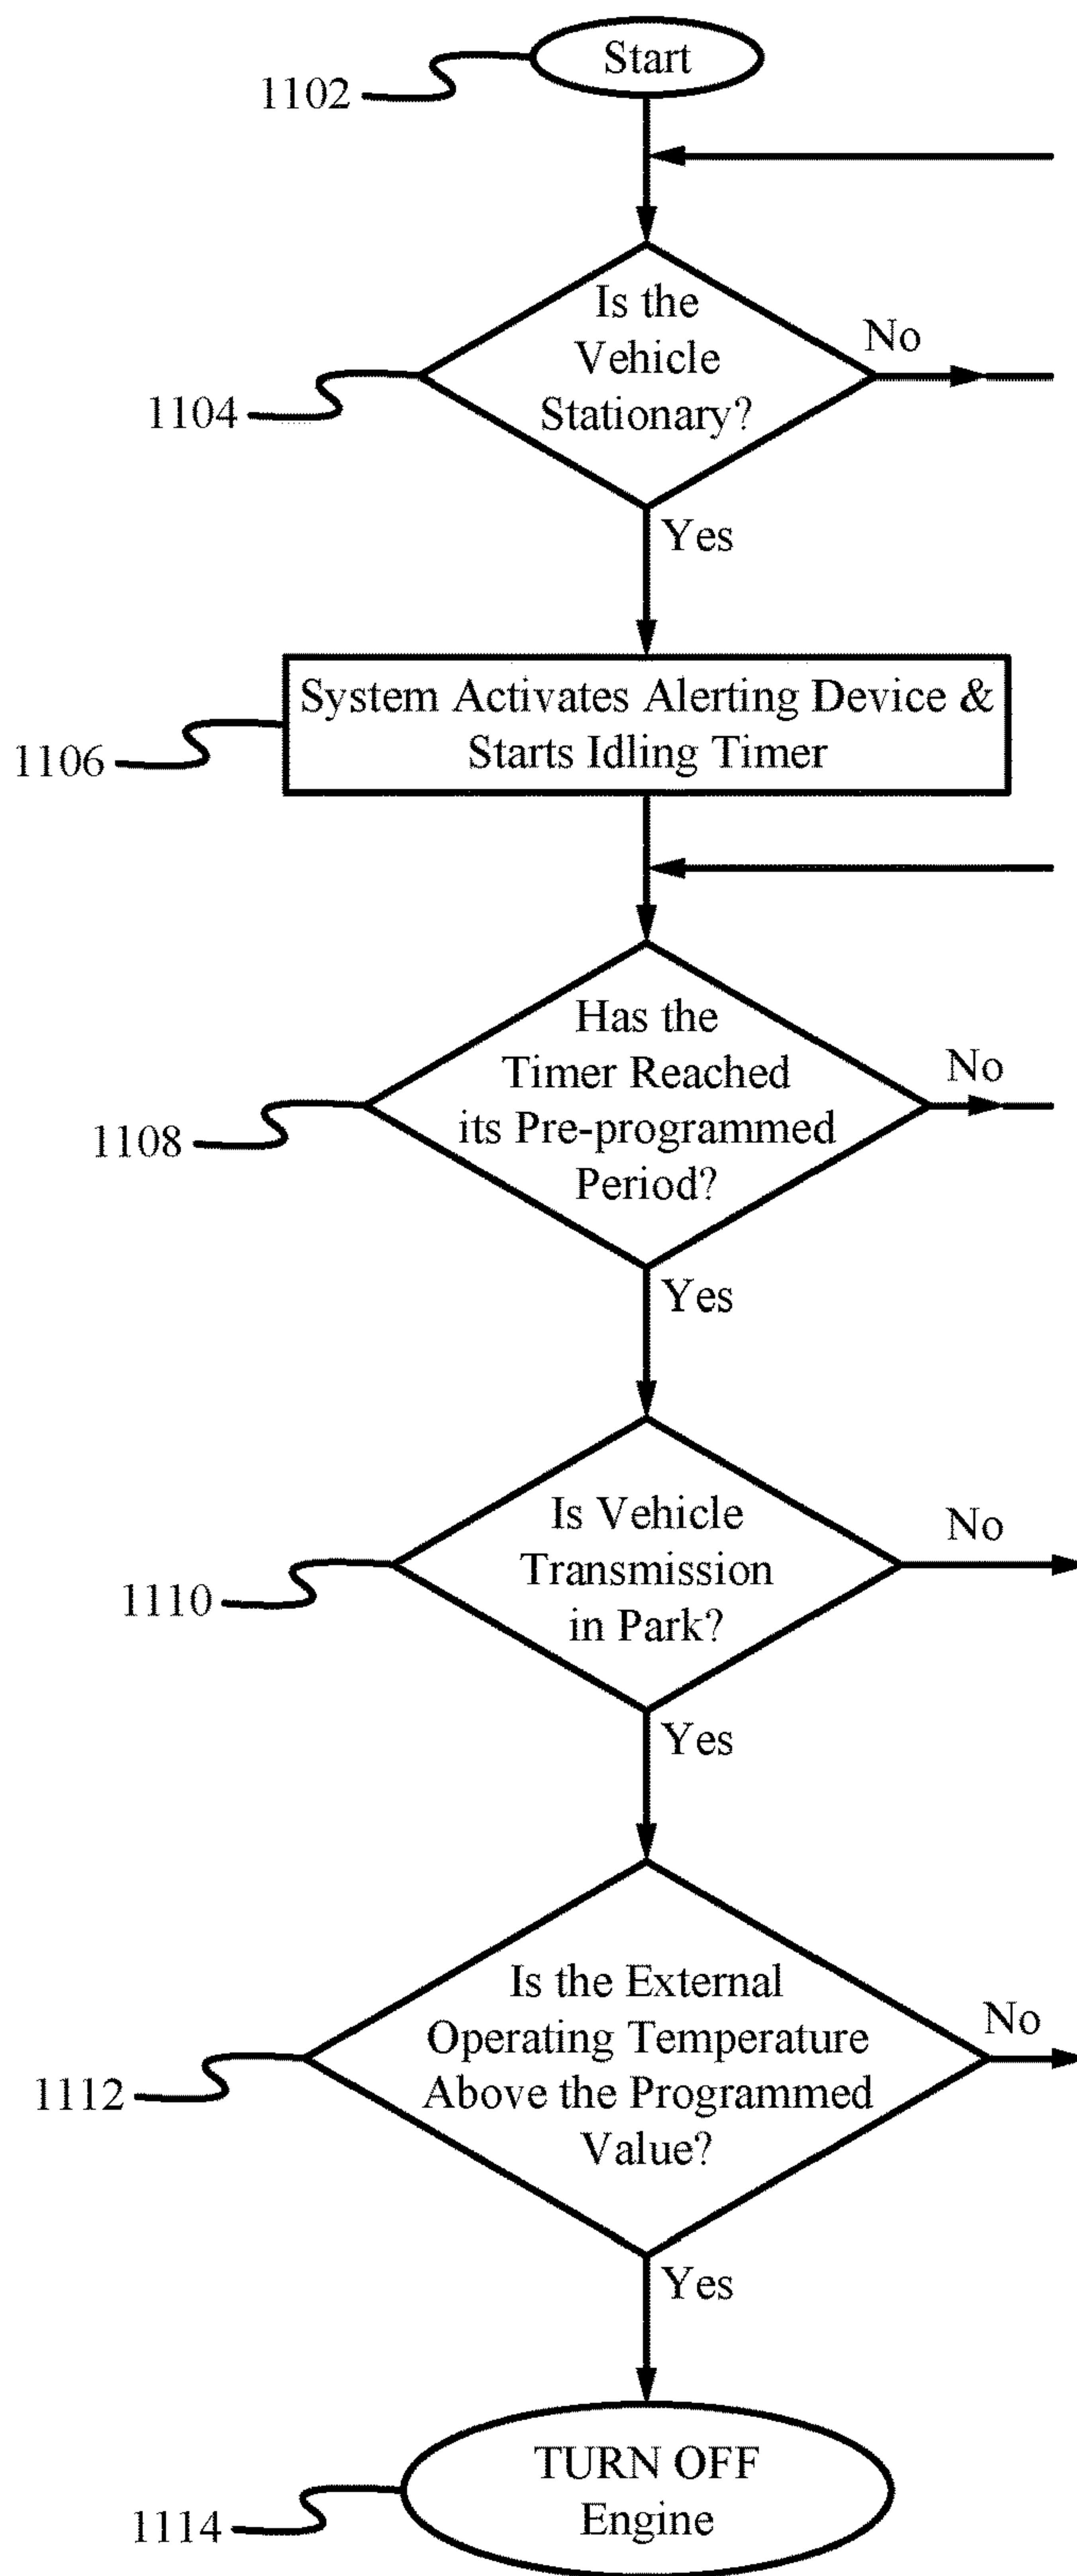 Start
1102
Is the
Vehicle
Stationary?
No
1104
Yes
System Activates Alerting Device &
Starts Idling Timer
1106
Has the
Timer Reached
its Pre-programmed
Period?
No
1108
Yes
Is Vehicle
Transmission
in Park?
No
1110
Yes
Is the External
Operating Temperature
Above the Programmed
Value?
No
1112
Yes
TURN OFF
Engine
1114